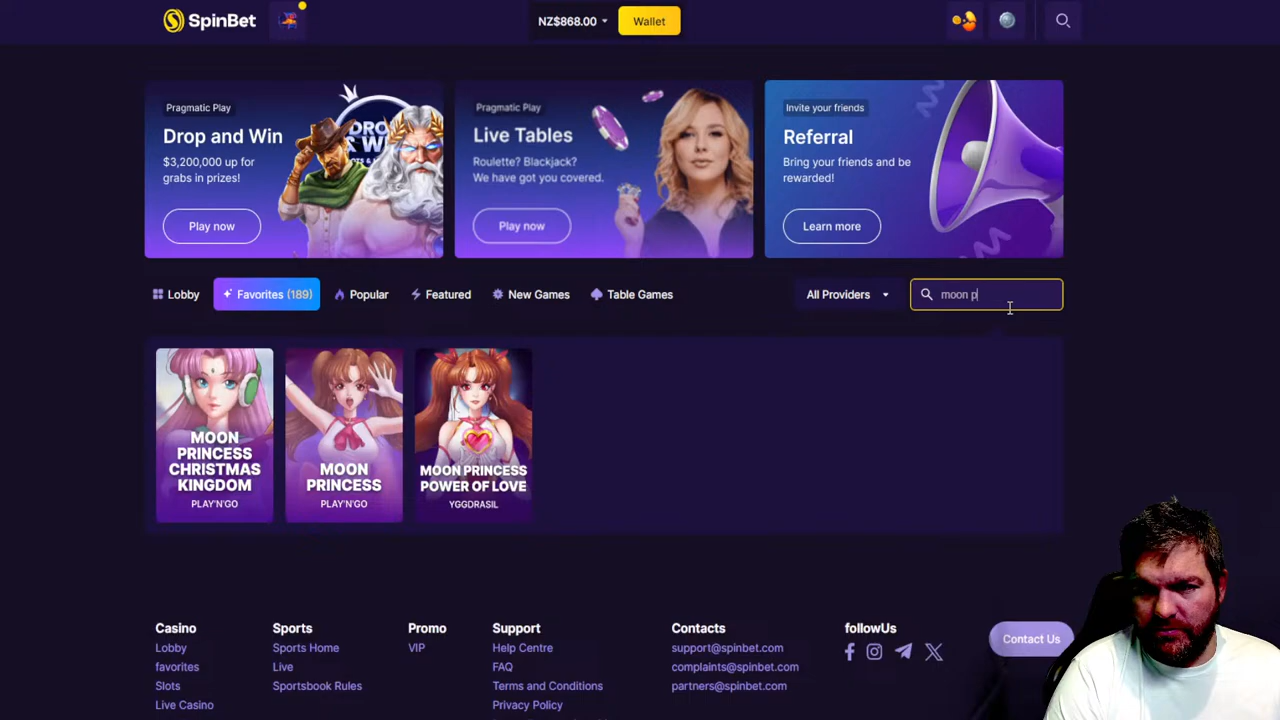 SpinBet
NZ$868.00
Wallet
Pragmatic Play
Drop and Win
$3,200,000 up for
grabs in prizes!
Play now
Pragmatic Play
Live Tables
Roulette? Blackjack?
We have got you covered.
Play now
Invite your friends
Referral
Bring your friends and be
rewarded!
Learn more
Lobby
Favorites (189)
Popular
Featured
New Games
Table Games
All Providers
moon p
MOON
PRINCESS
CHRISTMAS
KINGDOM
PLAY'N'GO
MOON
PRINCESS
PLAY'N'GO
MOON PRINCESS
POWER OF LOVE
YGGDRASIL
Casino
Lobby
favorites
Slots
Live Casino
Sports
Sports Home
Live
Sportsbook Rules
Promo
VIP
Support
Help Centre
FAQ
Terms and Conditions
Privacy Policy
Contacts
support@spinbet.com
complaints@spinbet.com
partners@spinbet.com
followUs
Contact Us